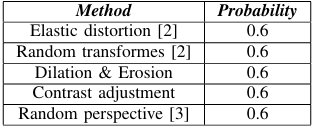 Method Probability
Elastic distortion [2] 0.6
Random transformes [2] 0.6
Dilation & Erosion 0.6
Contrast adjustment 0.6
Random perspective [3] 0.6